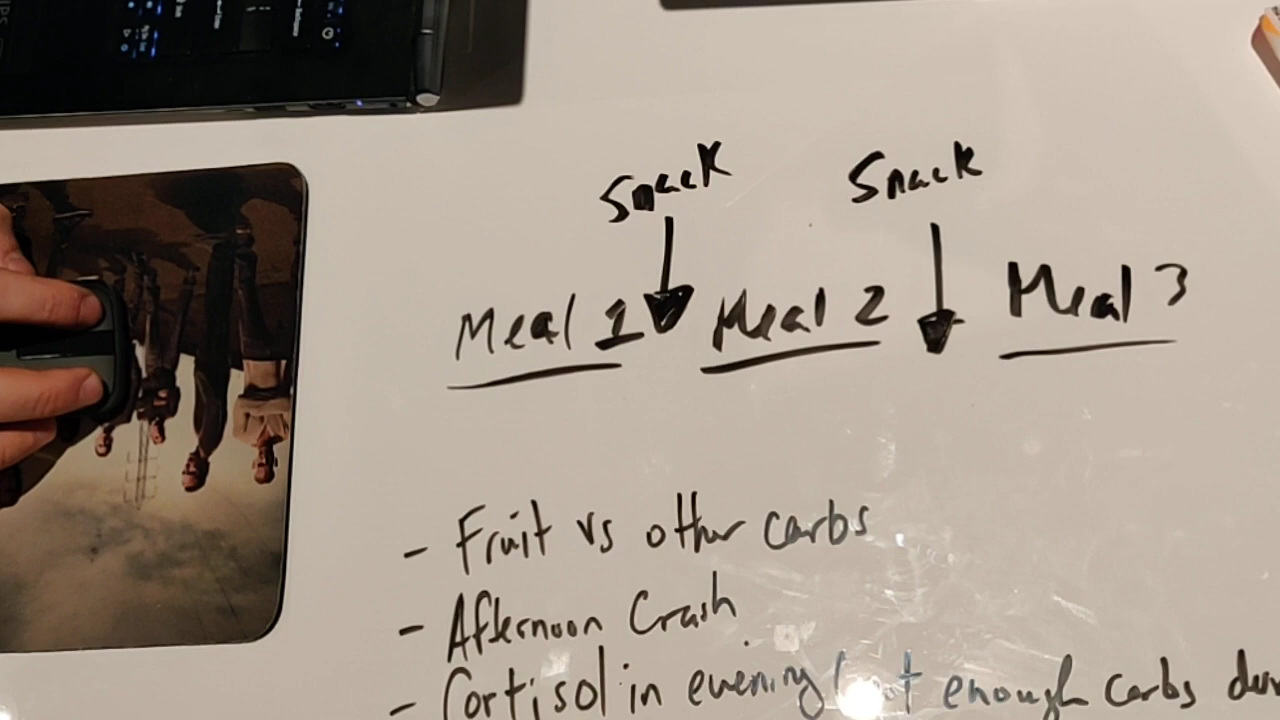 Snack Snack
Meal 1 Meal 2 Meal 3
- Fruit vs other carbs
- Afternoon Crash
- Cortisol in evening enough carbs